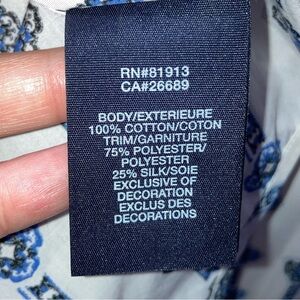 RN#81913
CA#26689
BODY/EXTERIEURE
100% COTTON/COTON
TRIM/GARNITURE
75% POLYESTER/
POLYESTER
25% SILK/SOIE
EXCLUSIVE OF
DECORATION
EXCLUS DES
DECORATIONS